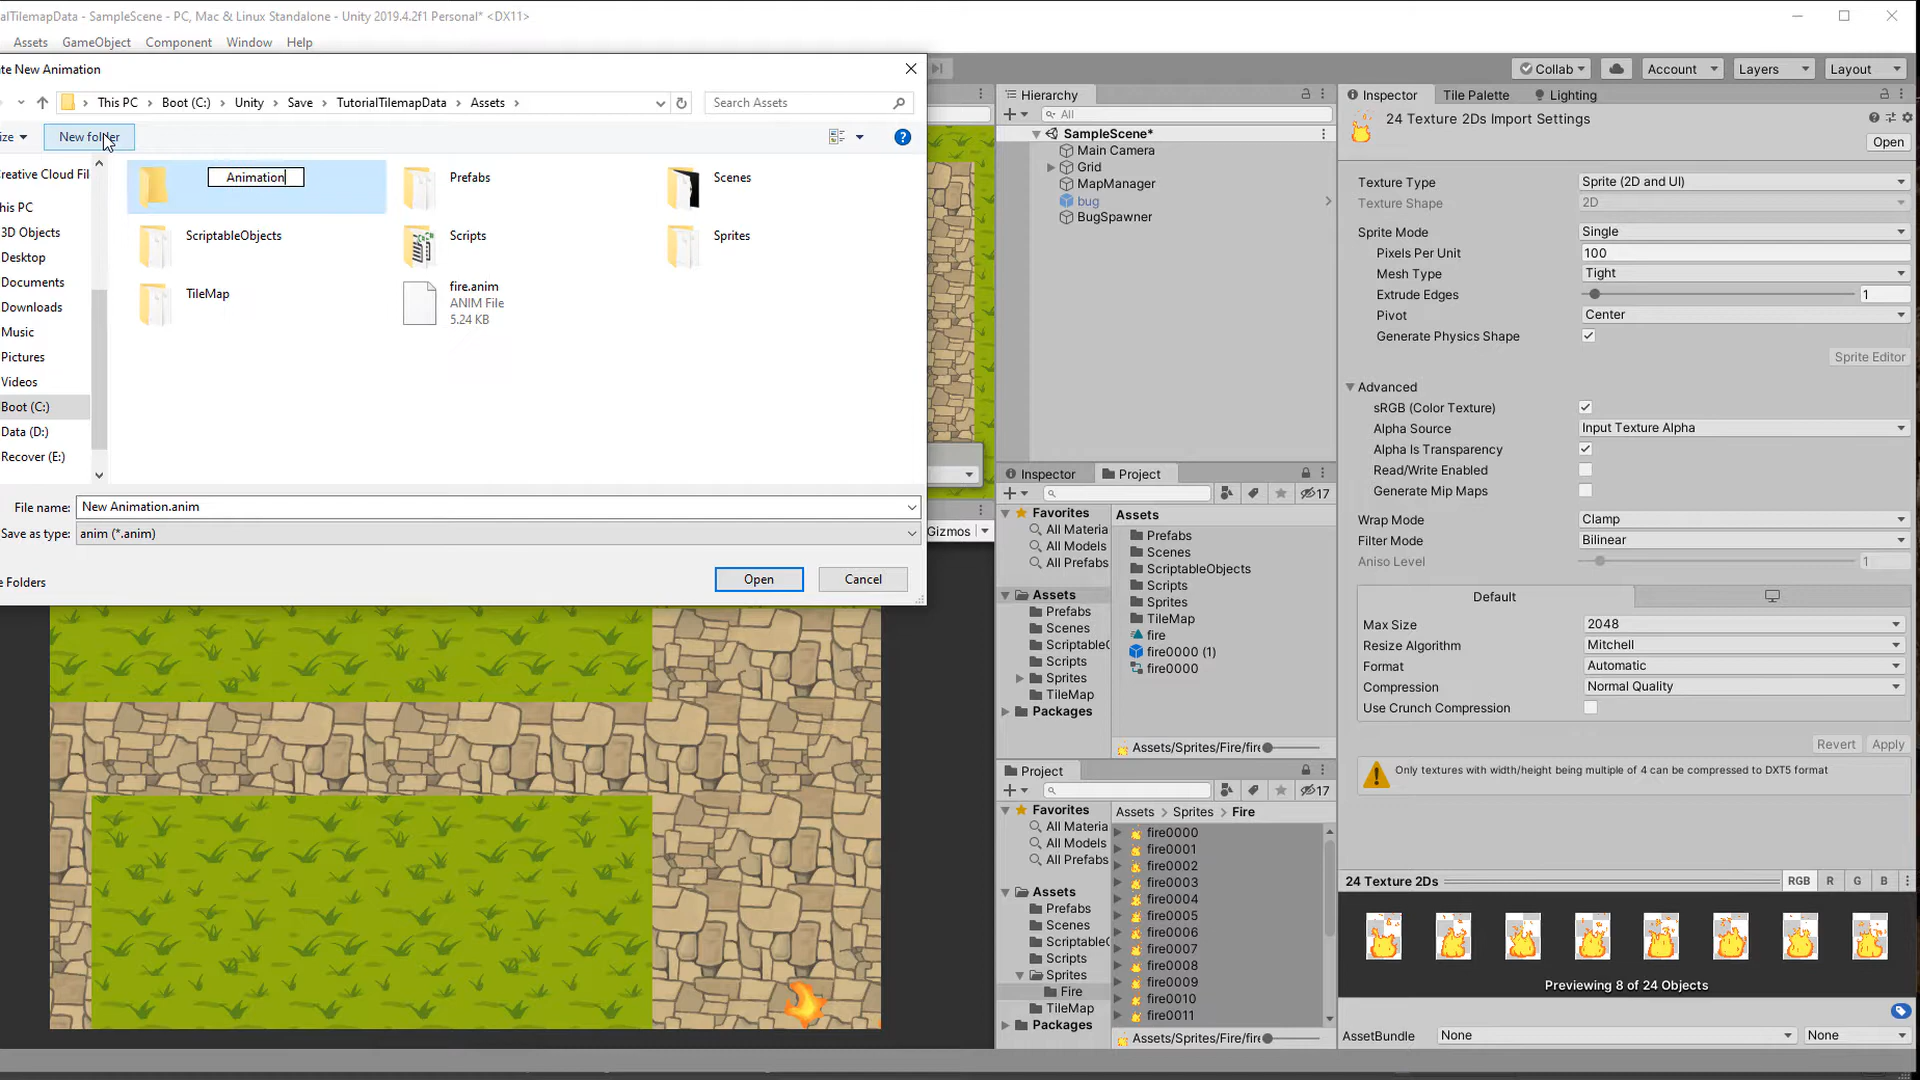 alTilemapData - SampleScene - PC, Mac & Linux Standalone - Unity 2019.4.2f1 Personal* <DX11>
Assets GameObject Component Window Help
te New Animation
This PC Boot (C:) Unity Save TutorialTilemapData Assets Search Assets
ize New folder
Creative Cloud Fil
his PC
3D Objects
Desktop
Documents
Downloads
Music
Pictures
Videos
Boot (C:)
Data (D:)
Recover (E:)
Animation Prefabs Scenes
ScriptableObjects Scripts Sprites
TileMap fire.anim
ANIM File
5.24 KB
File name: New Animation.anim
Save as type: anim (*.anim)
e Folders Open Cancel
Gizmos
Collab Account Layers Layout
Hierarchy
All
SampleScene*
Main Camera
Grid
MapManager
bug
BugSpawner
Inspector Project
17
Favorites
All Materia
All Models
All Prefabs
Assets
Prefabs
Scenes
Scriptable
Scripts
Sprites
TileMap
Packages
Assets
Prefabs
Scenes
ScriptableObjects
Scripts
Sprites
TileMap
fire
fire0000 (1)
fire0000
Assets/Sprites/Fire/fire
Project
17
Favorites
All Materia
All Models
All Prefabs
Assets
Prefabs
Scenes
Scriptable
Scripts
Sprites
Fire
TileMap
Packages
Assets Sprites Fire
fire0000
fire0001
fire0002
fire0003
fire0004
fire0005
fire0006
fire0007
fire0008
fire0009
fire0010
fire0011
Assets/Sprites/Fire/fire
Inspector Tile Palette Lighting
24 Texture 2Ds Import Settings
Open
Texture Type Sprite (2D and UI)
Texture Shape 2D
Sprite Mode Single
Pixels Per Unit 100
Mesh Type Tight
Extrude Edges 1
Pivot Center
Generate Physics Shape
Sprite Editor
Advanced
sRGB (Color Texture)
Alpha Source Input Texture Alpha
Alpha Is Transparency
Read/Write Enabled
Generate Mip Maps
Wrap Mode Clamp
Filter Mode Bilinear
Aniso Level 1
Default
Max Size 2048
Resize Algorithm Mitchell
Format Automatic
Compression Normal Quality
Use Crunch Compression
Revert Apply
Only textures with width/height being multiple of 4 can be compressed to DXT5 format
24 Texture 2Ds RGB R G B
Previewing 8 of 24 Objects
AssetBundle None None